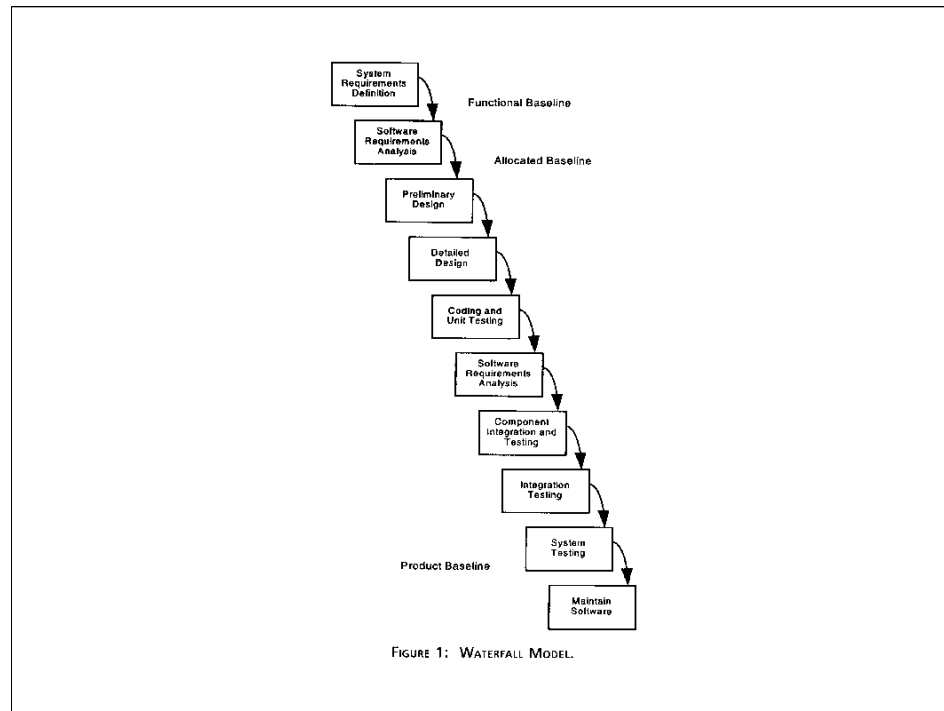 System
Requirements
Definition
Functional Baseline
Software
Requirements
Analysis
Allocated Baseline
Preliminary
Design
Detailed
Design
Coding and
Unit Testing
Software
Requirements
Analysis
Component
Integration and
Testing
Integration
Testing
System
Testing
Product Baseline
Maintain
Software
FIGURE 1: WATERFALL MODEL.